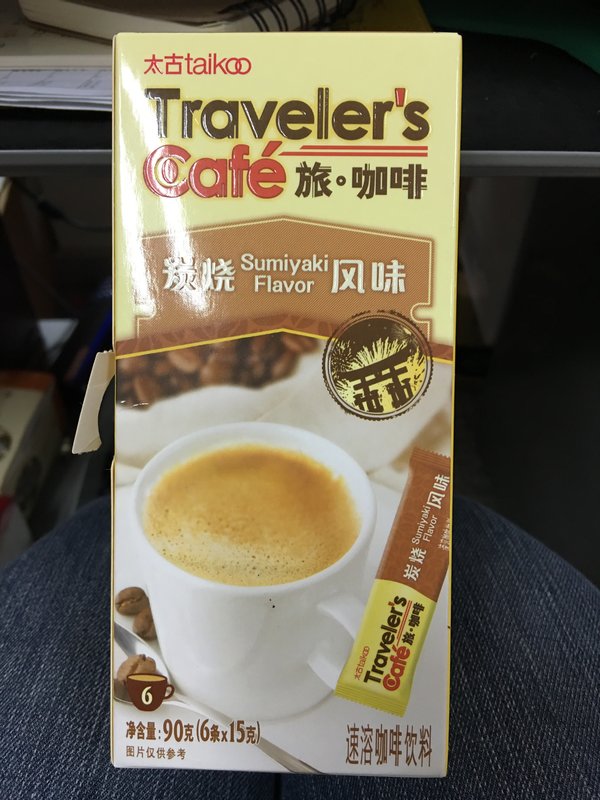 太古taikoo
Traveler's
Café 旅·咖啡
炭烧 Sumiyaki Flavor 风味
炭烧 Sumiyaki Flavor 风味
太古taikoo
Traveler's
Café 旅·咖啡
6
净含量:90克(6条x15克)
图片仅供参考
速溶咖啡饮料